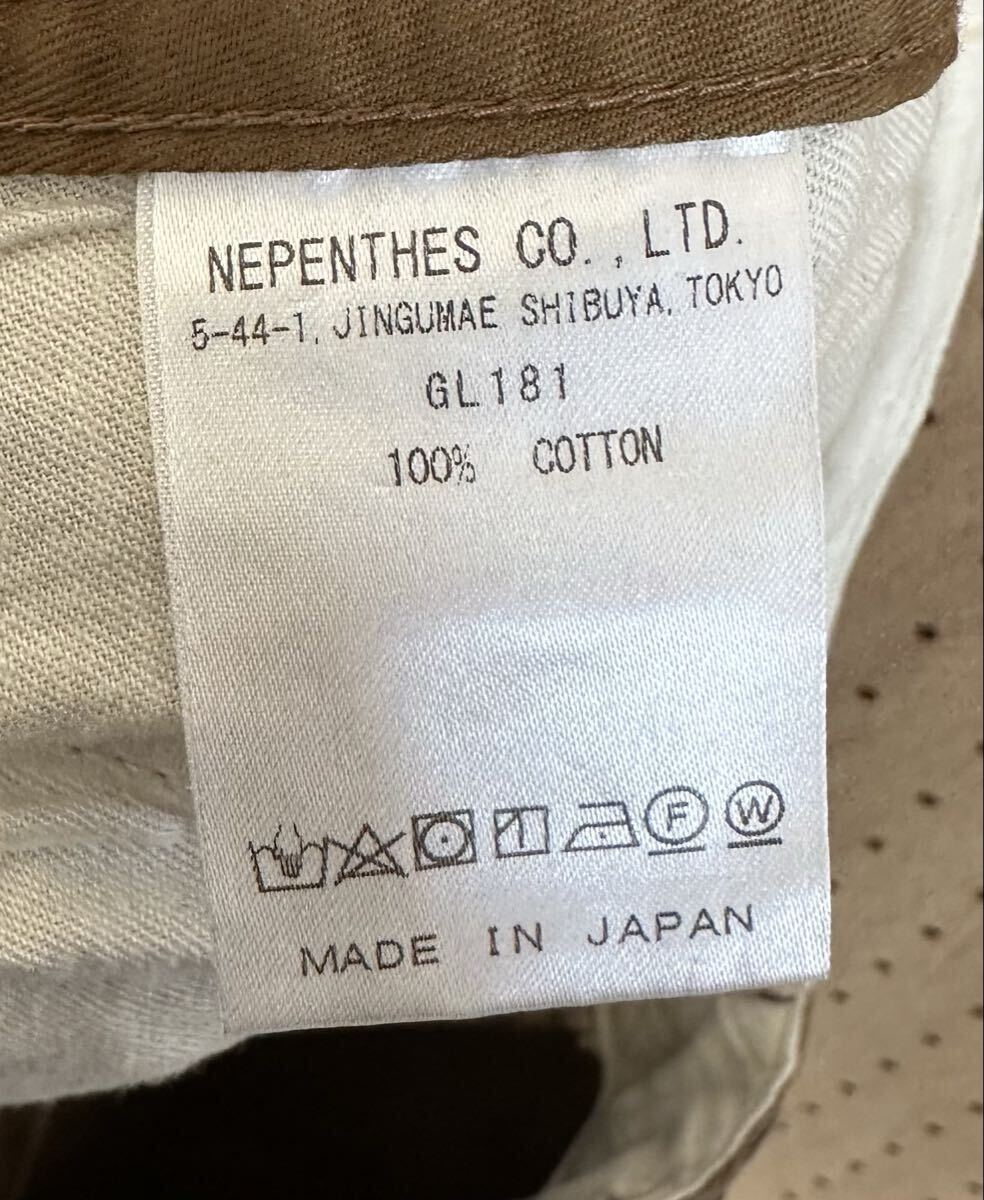 NEPENTHES CO., LTD.
5-44-1, JINGUMAE SHIBUYA, TOKYO
GL181
100% COTTON
F W
MADE IN JAPAN